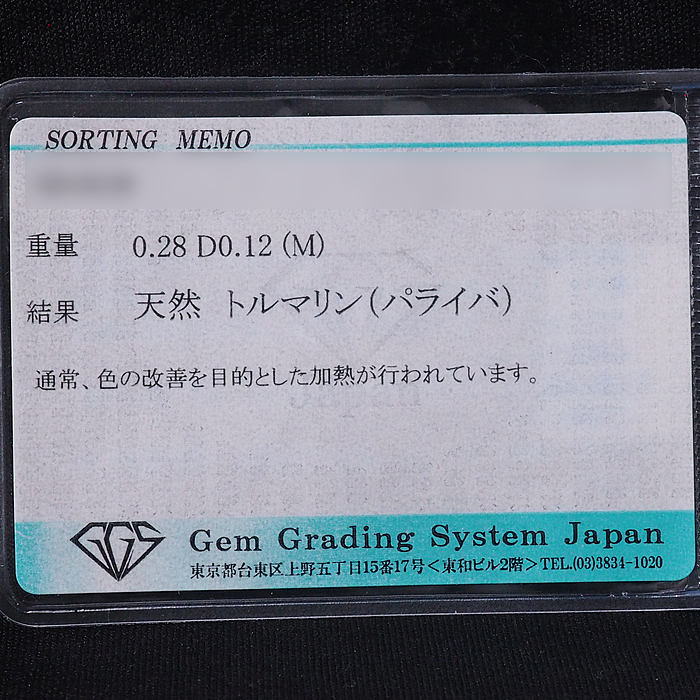 SORTING MEMO
重量 0.28 D0.12 (M)
結果 天然 トルマリン(パライバ)
通常、色の改善を目的とした加熱が行われています。
GGS Gem Grading System Japan
東京都台東区上野五丁目15番17号<東和ビル2階>TEL.(03)3834-1020